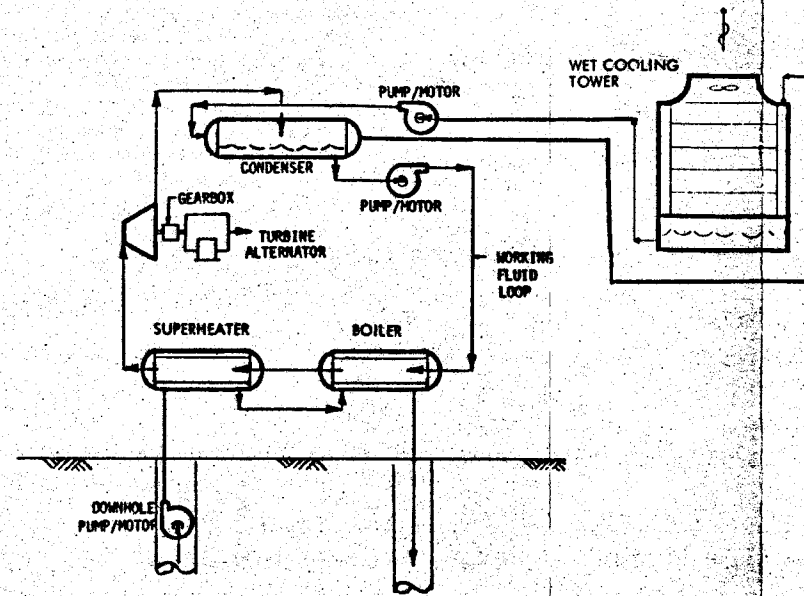 WET COOLING
TOWER
PUMP/MOTOR
CONDENSER
PUMP/MOTOR
GEARBOX
TURBINE
ALTERNATOR
WORKING
FLUID
LOOP
SUPERHEATER
BOILER
DOWNHOLE
PUMP/MOTOR